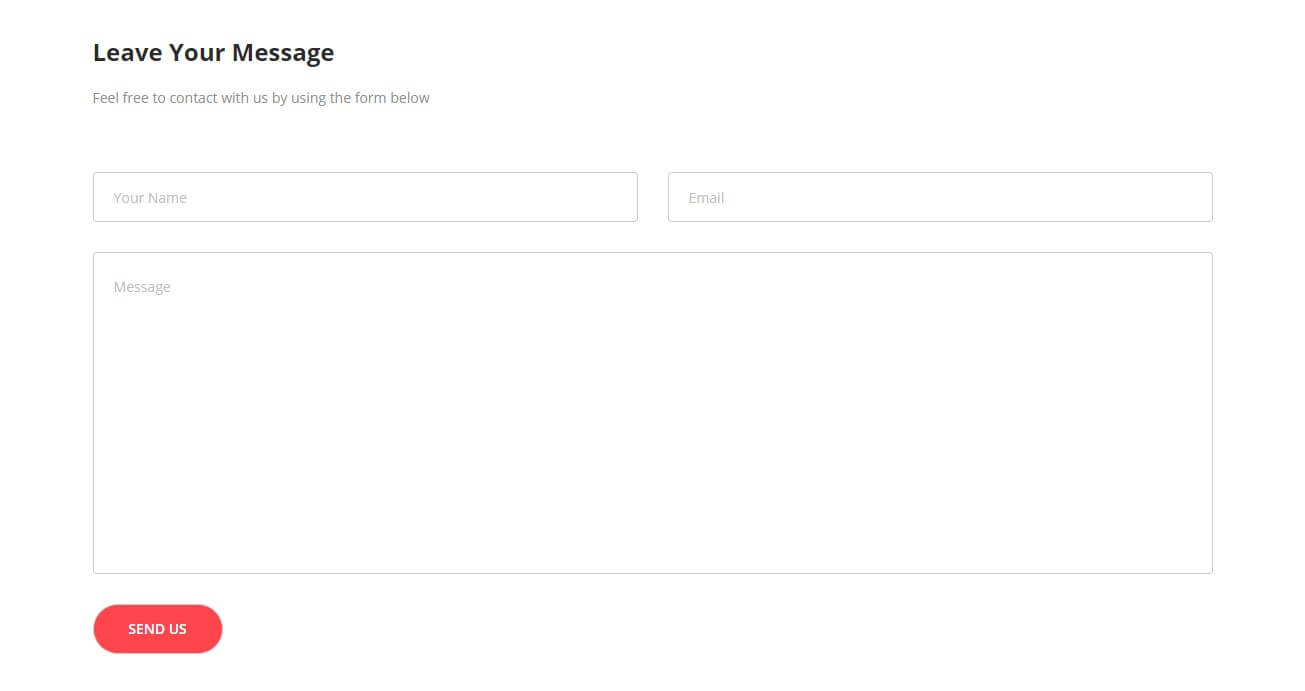 Leave Your Message
Feel free to contact with us by using the form below
Your Name
Email
Message
SEND US